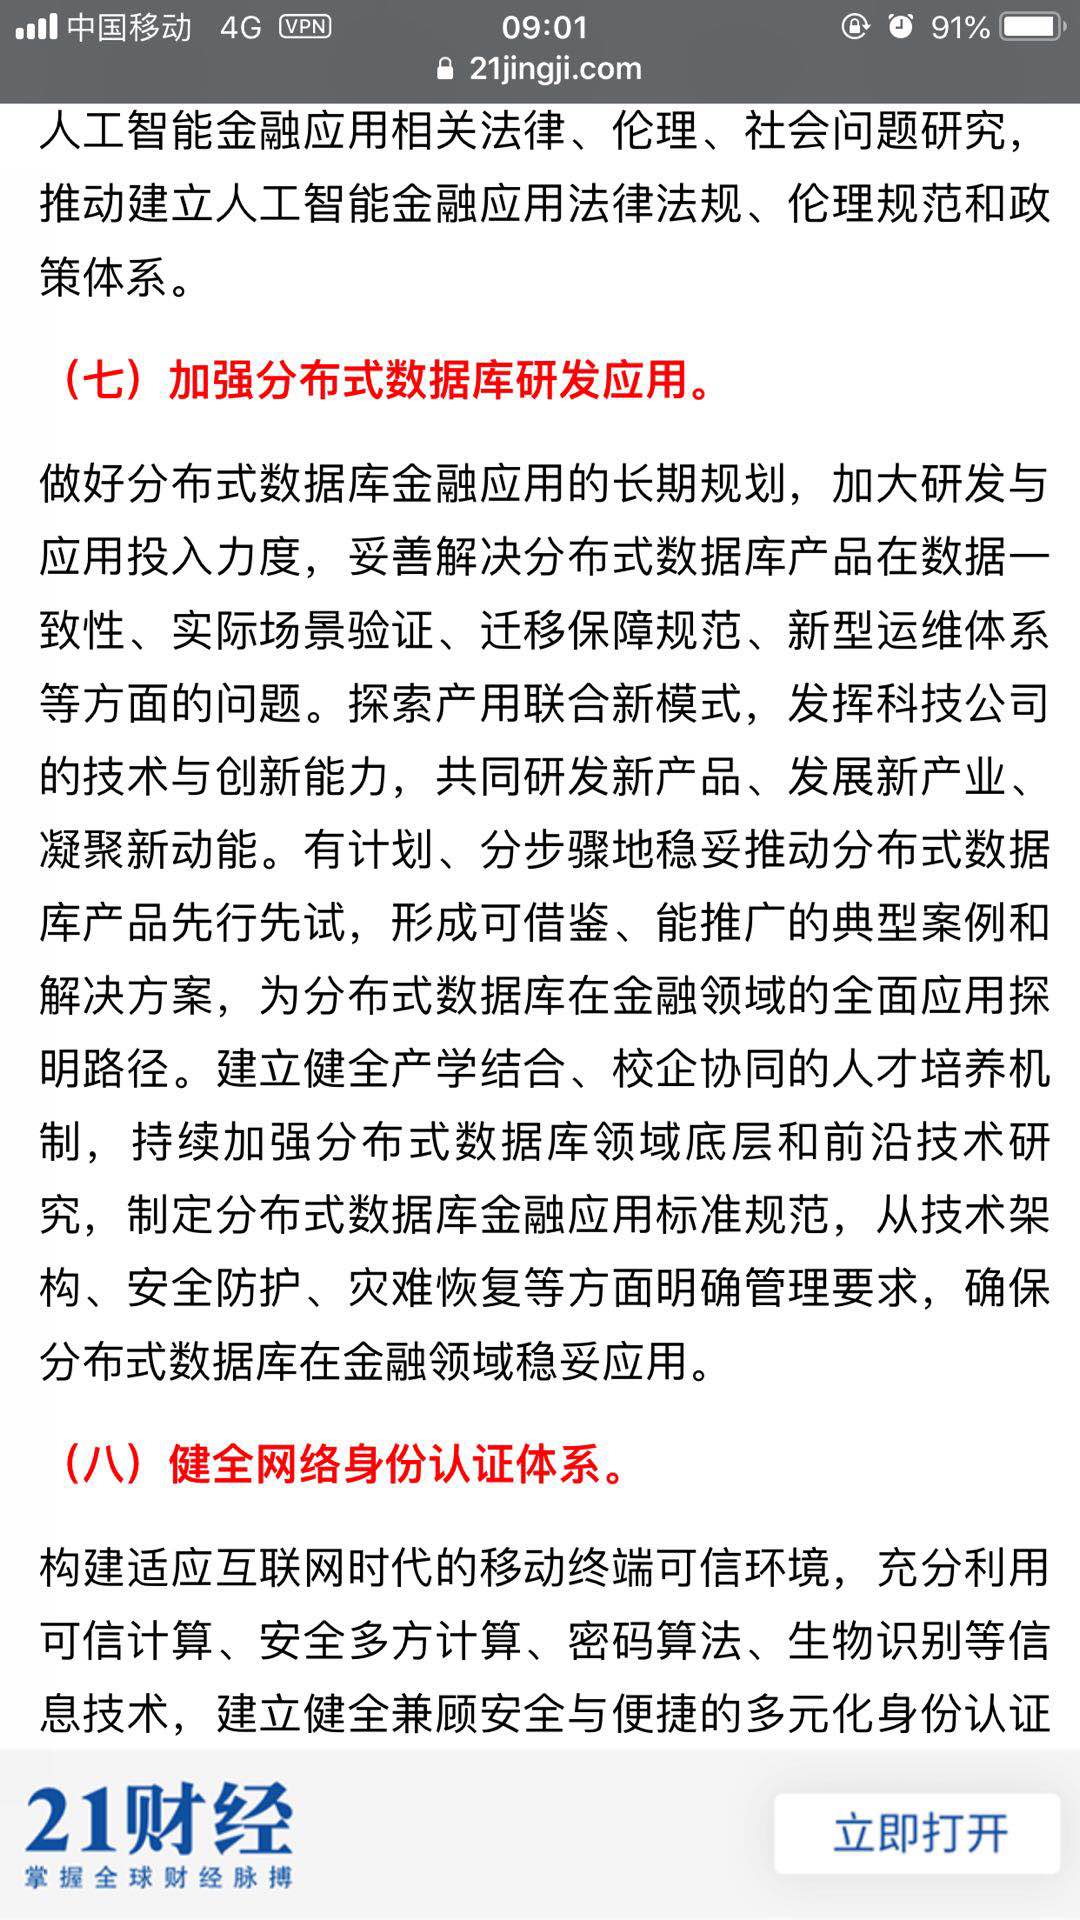 中国移动 4G VPN 09:01 91%
21jingji.com
人工智能金融应用相关法律、伦理、社会问题研究，
推动建立人工智能金融应用法律法规、伦理规范和政
策体系。
（七）加强分布式数据库研发应用。
做好分布式数据库金融应用的长期规划，加大研发与
应用投入力度，妥善解决分布式数据库产品在数据一
致性、实际场景验证、迁移保障规范、新型运维体系
等方面的问题。探索产用联合新模式，发挥科技公司
的技术与创新能力，共同研发新产品、发展新产业、
凝聚新动能。有计划、分步骤地稳妥推动分布式数据
库产品先行先试，形成可借鉴、能推广的典型案例和
解决方案，为分布式数据库在金融领域的全面应用探
明路径。建立健全产学结合、校企协同的人才培养机
制，持续加强分布式数据库领域底层和前沿技术研
究，制定分布式数据库金融应用标准规范，从技术架
构、安全防护、灾难恢复等方面明确管理要求，确保
分布式数据库在金融领域稳妥应用。
（八）健全网络身份认证体系。
构建适应互联网时代的移动终端可信环境，充分利用
可信计算、安全多方计算、密码算法、生物识别等信
息技术，建立健全兼顾安全与便捷的多元化身份认证
21财经
掌握全球财经脉搏
立即打开